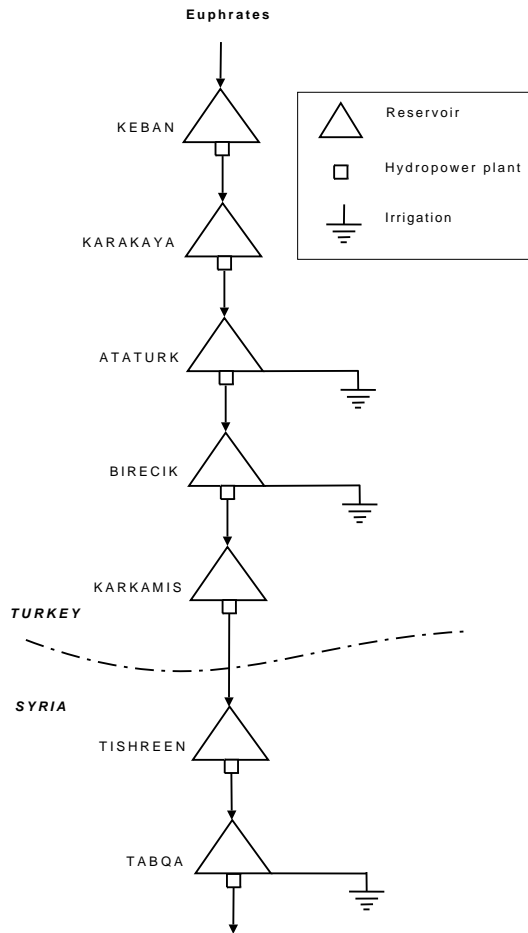 Euphrates
KEBAN
Reservoir
Hydropower plant
Irrigation
KARAKAYA
ATATURK
BIRECIK
KARKAMIS
TURKEY
SYRIA
TISHREEN
TABQA